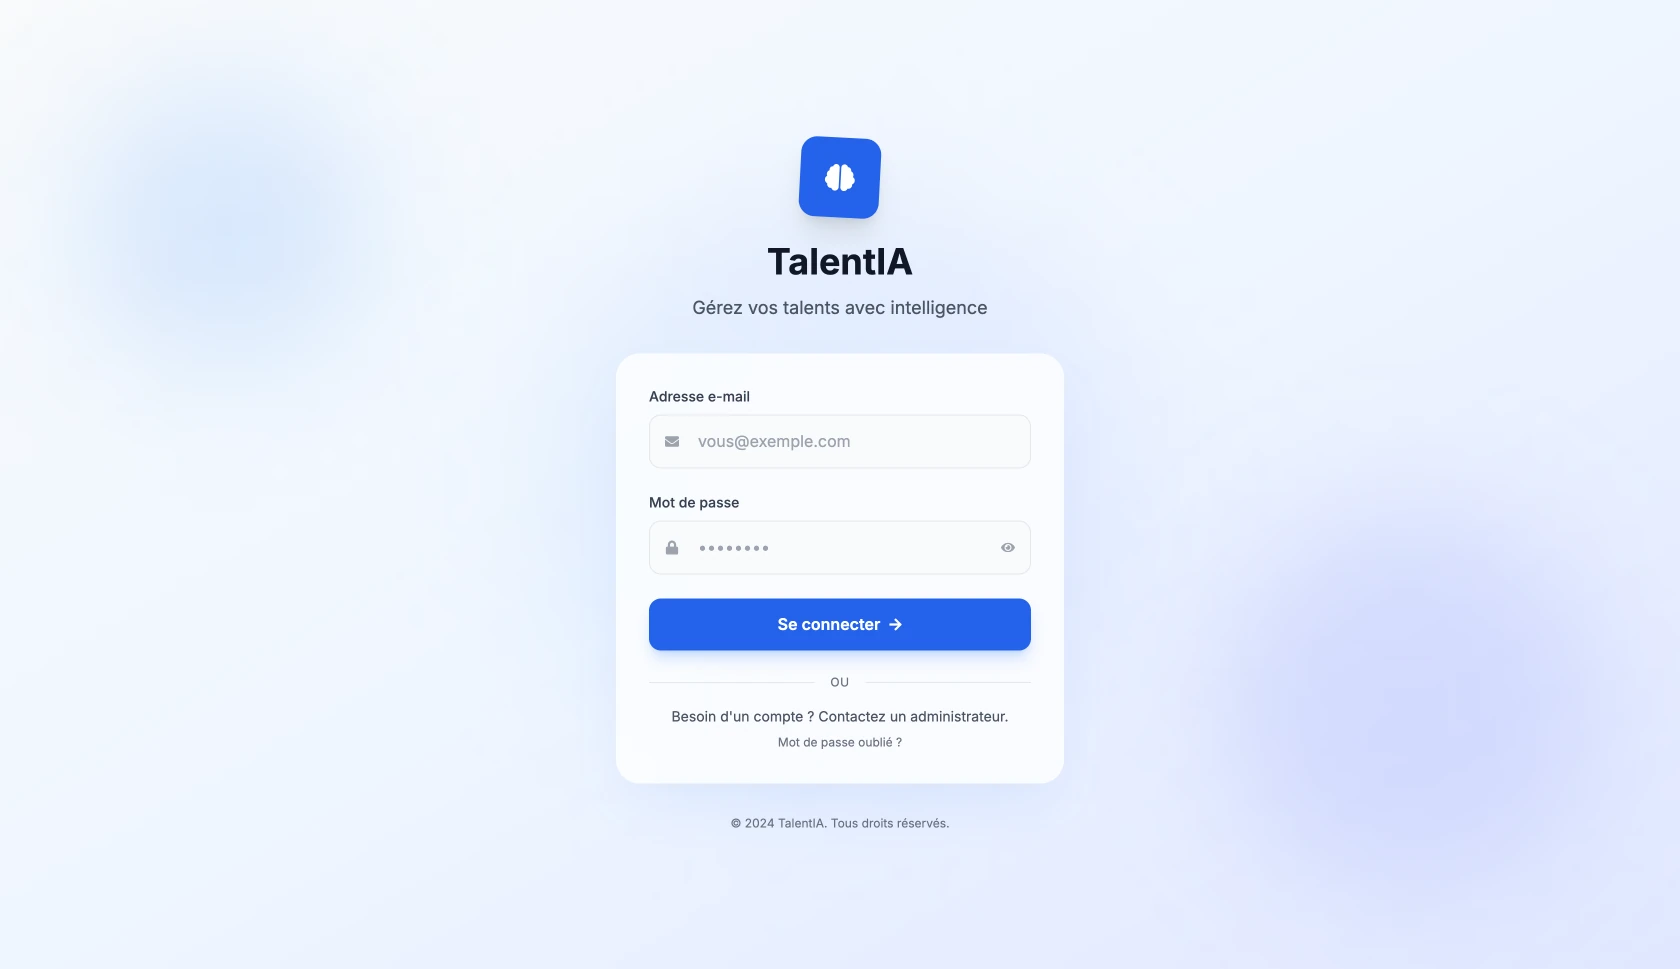 TalentIA
Gérez vos talents avec intelligence
Adresse e-mail
vous@exemple.com
Mot de passe
••••••••
Se connecter →
OU
Besoin d'un compte ? Contactez un administrateur.
Mot de passe oublié ?
© 2024 TalentIA. Tous droits réservés.